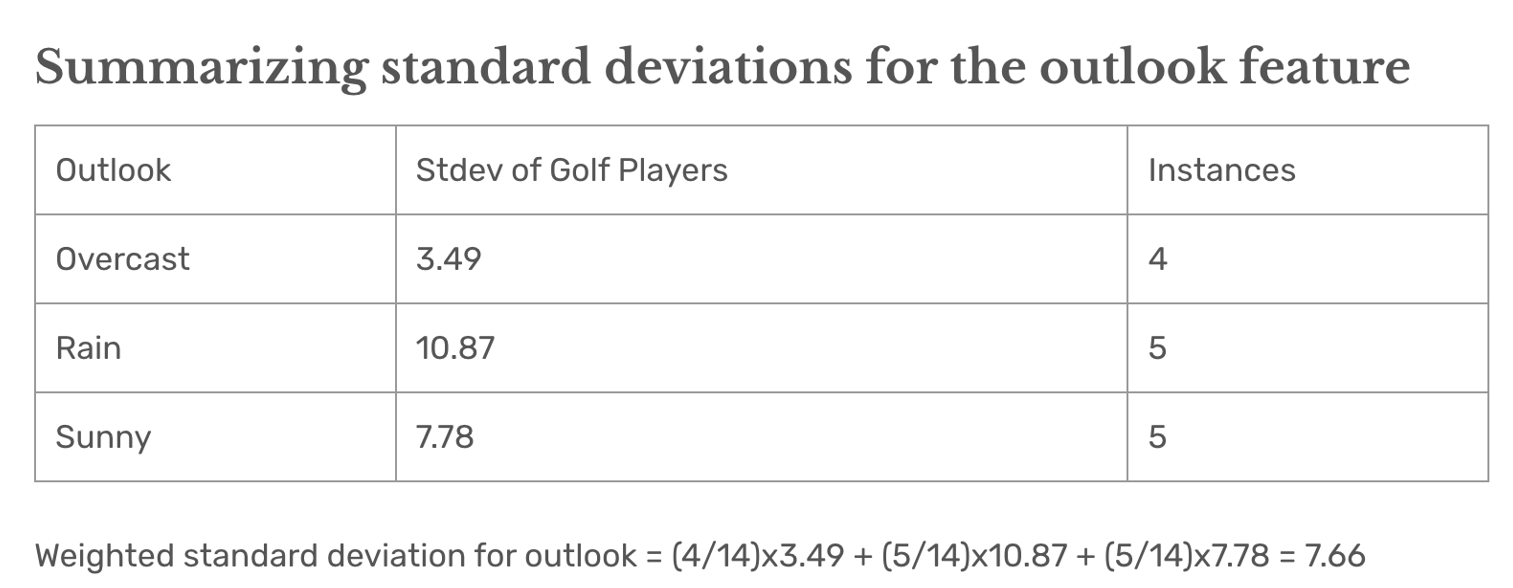 Summarizing standard deviations for the outlook feature
Outlook Stdev of Golf Players Instances
Overcast 3.49 4
Rain 10.87 5
Sunny 7.78 5
Weighted standard deviation for outlook = (4/14)x3.49 + (5/14)x10.87 + (5/14)x7.78 = 7.66